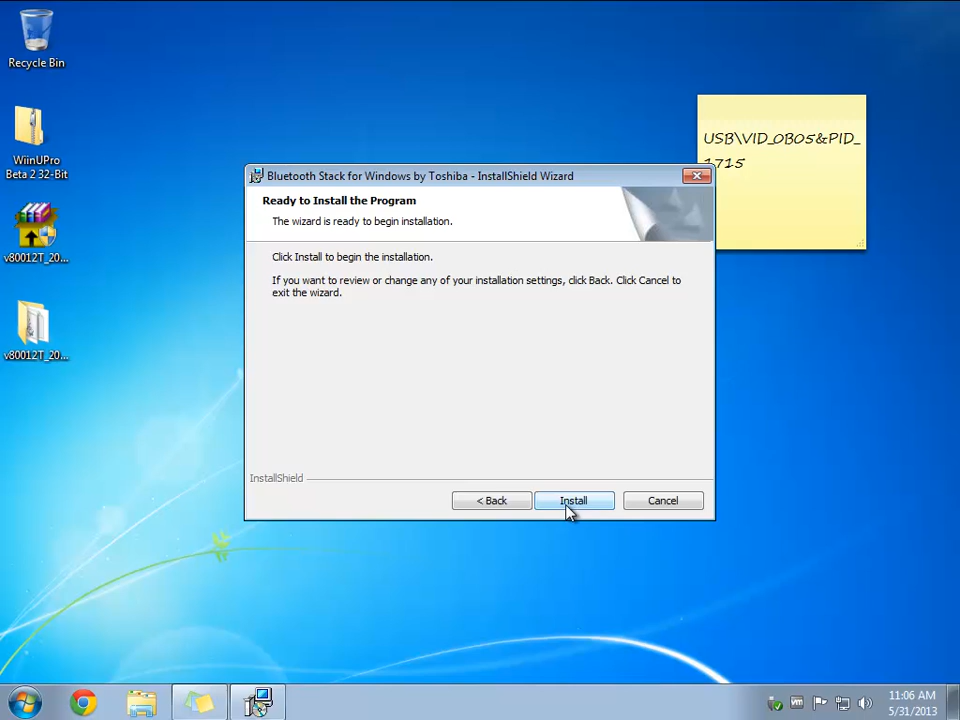 Recycle Bin
WiinUPro
Beta 2 32-Bit
v80012T_20...
v80012T_20...
USB\VID_0B05&PID_
1715
Bluetooth Stack for Windows by Toshiba - InstallShield Wizard
Ready to Install the Program
The wizard is ready to begin installation.
Click Install to begin the installation.
If you want to review or change any of your installation settings, click Back. Click Cancel to
exit the wizard.
InstallShield
< Back
Install
Cancel
vm
11:06 AM
5/31/2013